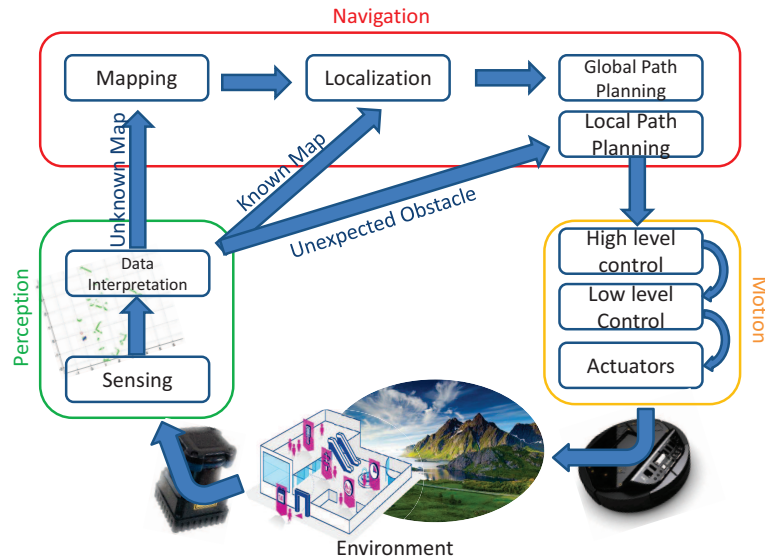 Navigation
Mapping
Localization
Global Path
Planning
Local Path
Planning
Unknown Map
Known Map
Unexpected Obstacle
Perception
Data
Interpretation
Sensing
High level
control
Low level
Control
Actuators
Motion
Environment